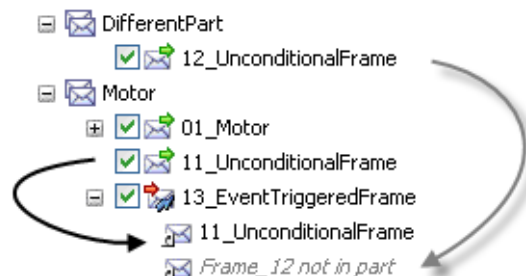 DifferentPart
12_UnconditionalFrame
Motor
01_Motor
11_UnconditionalFrame
13_EventTriggeredFrame
11_UnconditionalFrame
Frame_12 not in part